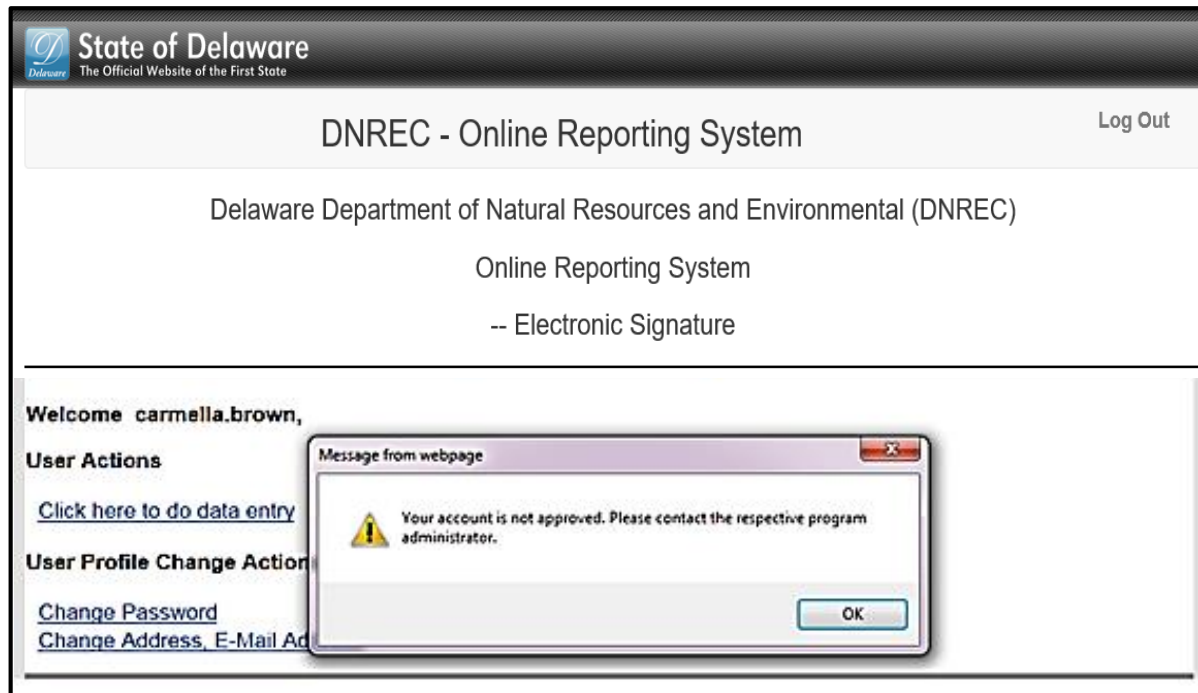 State of Delaware
Delaware
The Official Website of the First State
DNREC - Online Reporting System
Log Out
Delaware Department of Natural Resources and Environmental (DNREC)
Online Reporting System
-- Electronic Signature
Welcome carmella.brown,
User Actions
Click here to do data entry
User Profile Change Action
Change Password
Change Address, E-Mail Ad
Message from webpage
Your account is not approved. Please contact the respective program
administrator.
OK